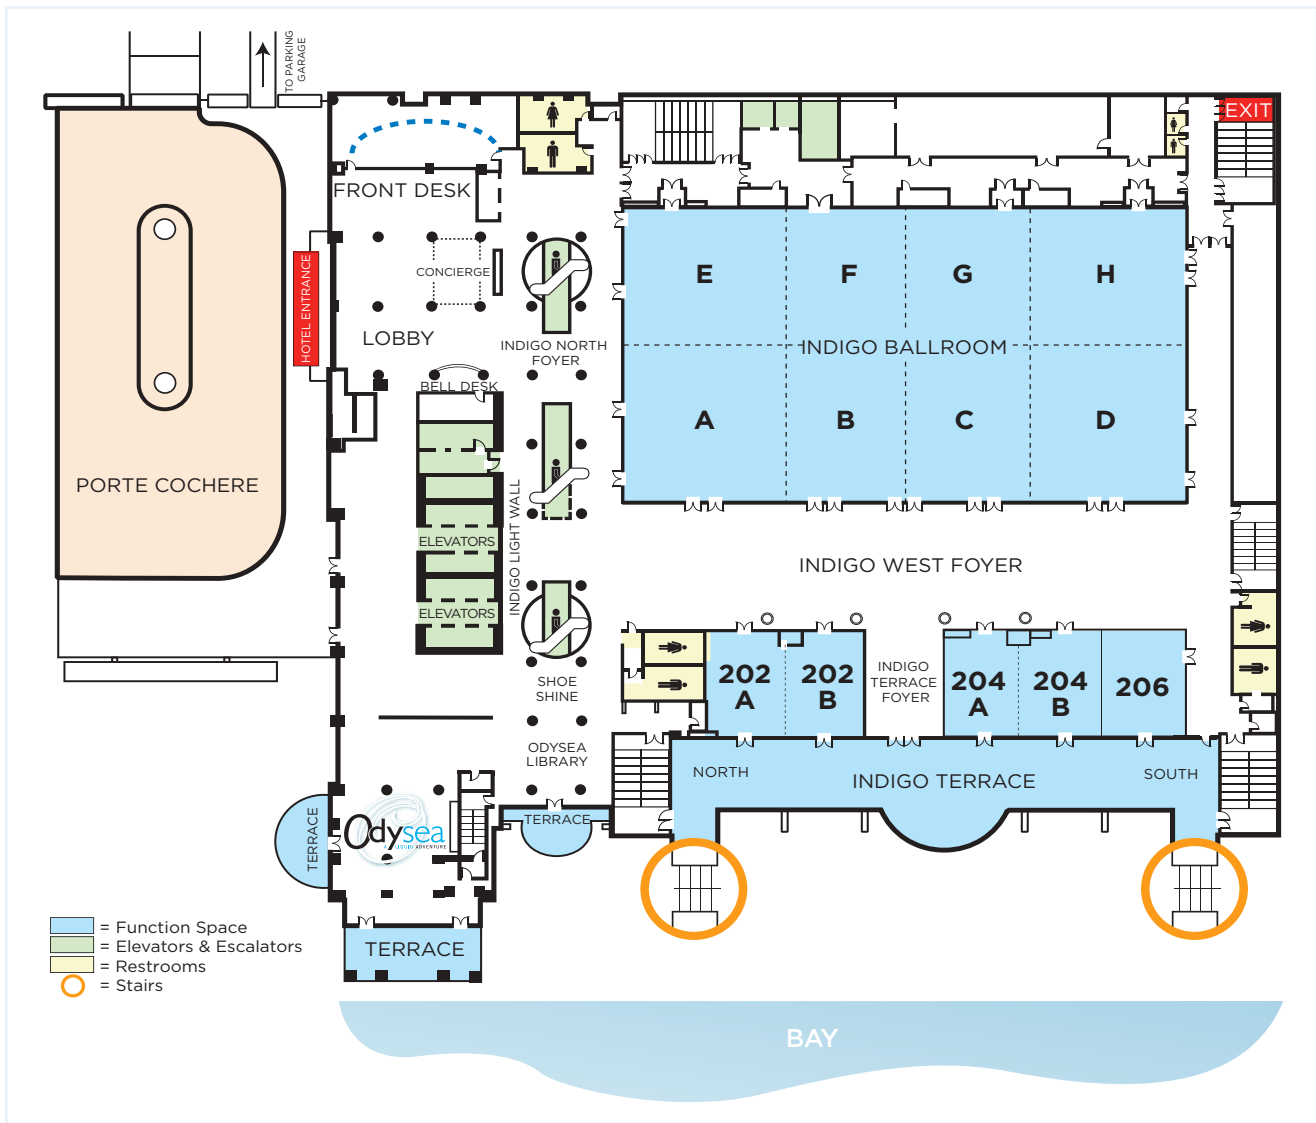 TO PARKING
GARAGE
EXIT
FRONT DESK
HOTEL ENTRANCE
CONCIERGE
LOBBY
INDIGO NORTH
FOYER
BELL DESK
E
F
G
H
INDIGO BALLROOM
A
B
C
D
PORTE COCHERE
INDIGO LIGHT WALL
ELEVATORS
ELEVATORS
INDIGO WEST FOYER
SHOE
SHINE
202
A
202
B
INDIGO
TERRACE
FOYER
204
A
204
B
206
ODYSEA
LIBRARY
NORTH
INDIGO TERRACE
SOUTH
TERRACE
Odysea
A LIQUID ADVENTURE
TERRACE
TERRACE
= Function Space
= Elevators & Escalators
= Restrooms
= Stairs
BAY